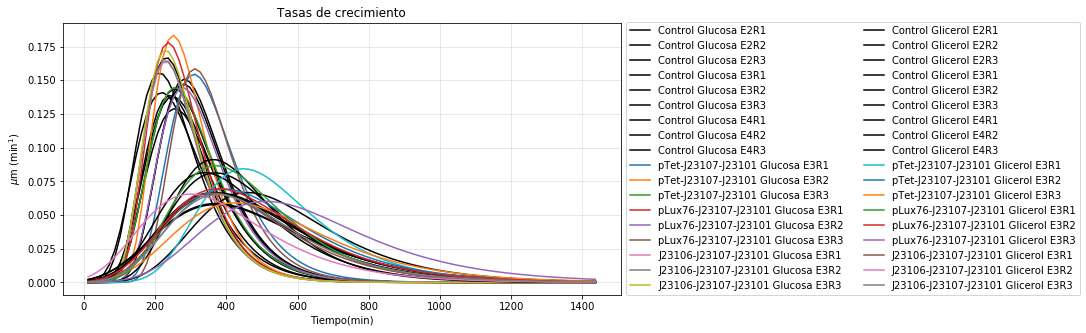 Tasas de crecimiento
μm (min¹)
0.175
0.150
0.125
0.100
0.075
0.050
0.025
0.000
0 200 400 600 800 1000 1200 1400
Tiempo(min)
Control Glucosa E2R1
Control Glucosa E2R2
Control Glucosa E2R3
Control Glucosa E3R1
Control Glucosa E3R2
Control Glucosa E3R3
Control Glucosa E4R1
Control Glucosa E4R2
Control Glucosa E4R3
pTet-J23107-J23101 Glucosa E3R1
pTet-J23107-J23101 Glucosa E3R2
pTet-J23107-J23101 Glucosa E3R3
pLux76-J23107-J23101 Glucosa E3R1
pLux76-J23107-J23101 Glucosa E3R2
pLux76-J23107-J23101 Glucosa E3R3
J23106-J23107-J23101 Glucosa E3R1
J23106-J23107-J23101 Glucosa E3R2
J23106-J23107-J23101 Glucosa E3R3
Control Glicerol E2R1
Control Glicerol E2R2
Control Glicerol E2R3
Control Glicerol E3R1
Control Glicerol E3R2
Control Glicerol E3R3
Control Glicerol E4R1
Control Glicerol E4R2
Control Glicerol E4R3
pTet-J23107-J23101 Glicerol E3R1
pTet-J23107-J23101 Glicerol E3R2
pTet-J23107-J23101 Glicerol E3R3
pLux76-J23107-J23101 Glicerol E3R1
pLux76-J23107-J23101 Glicerol E3R2
pLux76-J23107-J23101 Glicerol E3R3
J23106-J23107-J23101 Glicerol E3R1
J23106-J23107-J23101 Glicerol E3R2
J23106-J23107-J23101 Glicerol E3R3